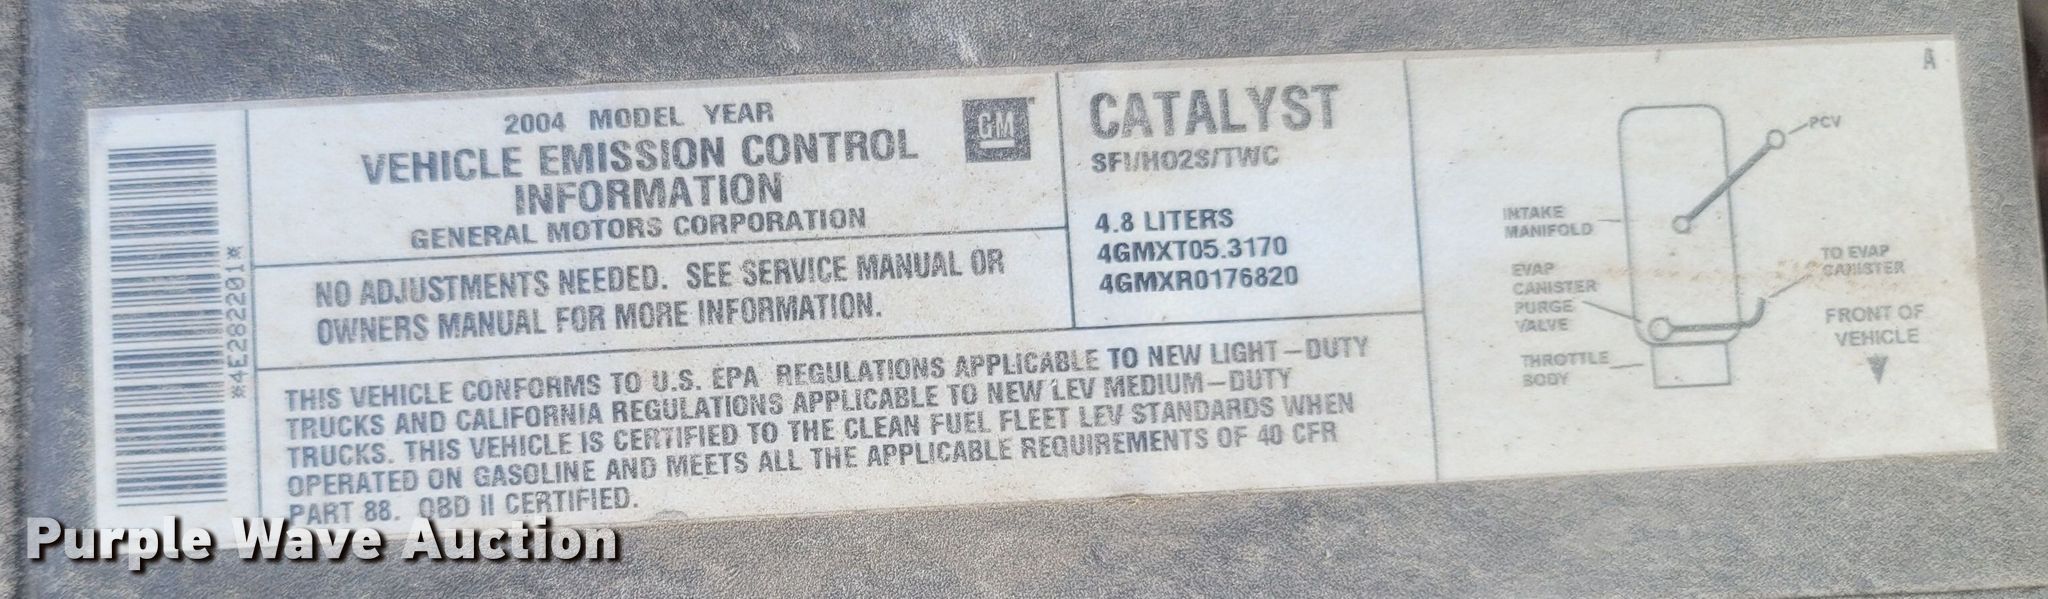 *4E282201*
2004 MODEL YEAR
VEHICLE EMISSION CONTROL
INFORMATION
GENERAL MOTORS CORPORATION
GM
NO ADJUSTMENTS NEEDED. SEE SERVICE MANUAL OR
OWNERS MANUAL FOR MORE INFORMATION.
THIS VEHICLE CONFORMS TO U.S. EPA REGULATIONS APPLICABLE TO NEW LIGHT-DUTY
TRUCKS AND CALIFORNIA REGULATIONS APPLICABLE TO NEW LEV MEDIUM-DUTY
TRUCKS. THIS VEHICLE IS CERTIFIED TO THE CLEAN FUEL FLEET LEV STANDARDS WHEN
OPERATED ON GASOLINE AND MEETS ALL THE APPLICABLE REQUIREMENTS OF 40 CFR
PART 88. OBD II CERTIFIED.
CATALYST
SFI/HO2S/TWC
4.8 LITERS
4GMXT05.3170
4GMXR0176820
A
PCV
INTAKE
MANIFOLD
EVAP
CANISTER
PURGE
VALVE
THROTTLE
BODY
TO EVAP
CANISTER
FRONT OF
VEHICLE
Purple Wave Auction